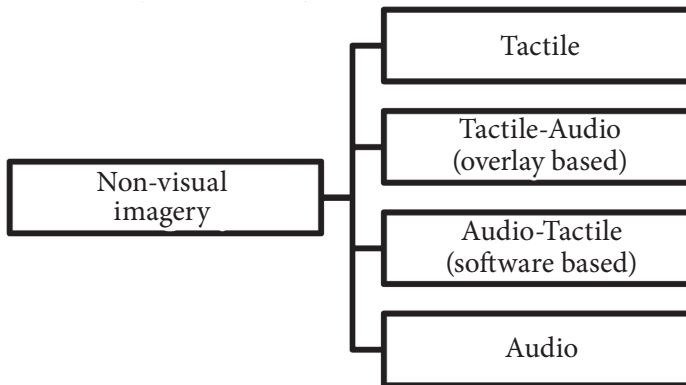 Non-visual
imagery
Tactile
Tactile-Audio
(overlay based)
Audio-Tactile
(software based)
Audio